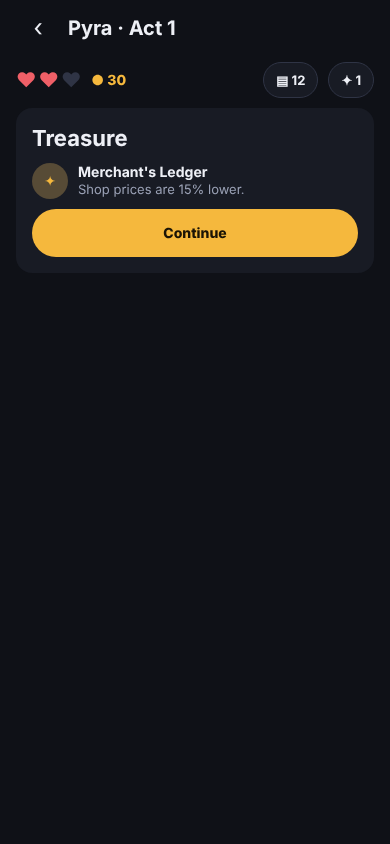 Pyra · Act 1
30
12
1
Treasure
Merchant's Ledger
Shop prices are 15% lower.
Continue